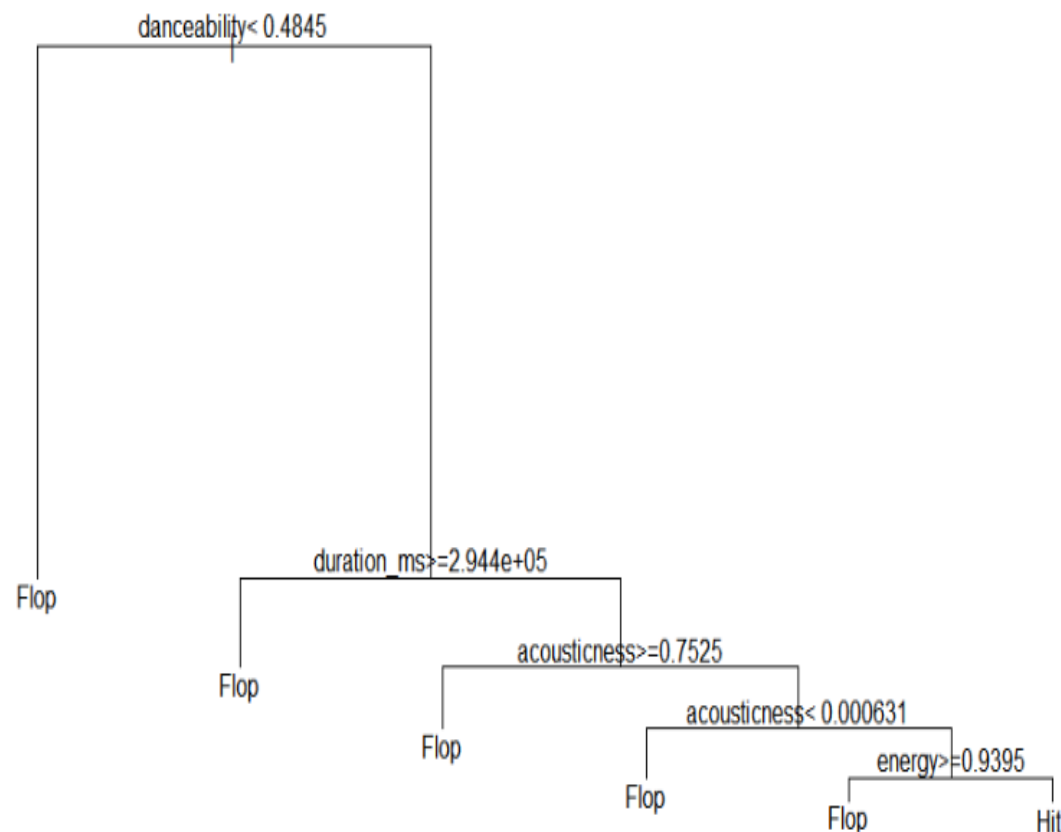 danceability< 0.4845
duration_ms>=2.944e+05
Flop
acousticness>=0.7525
Flop
acousticness< 0.000631
Flop
energy>=0.9395
Flop
Flop
Hit